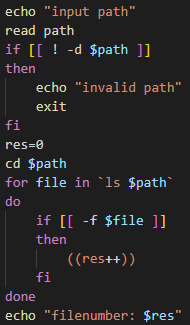 echo "input path"
read path
if [[ ! -d $path ]]
then
    echo "invalid path"
    exit
fi
res=0
cd $path
for file in `ls $path`
do
    if [[ -f $file ]]
    then
        ((res++))
    fi
done
echo "filenumber: $res"